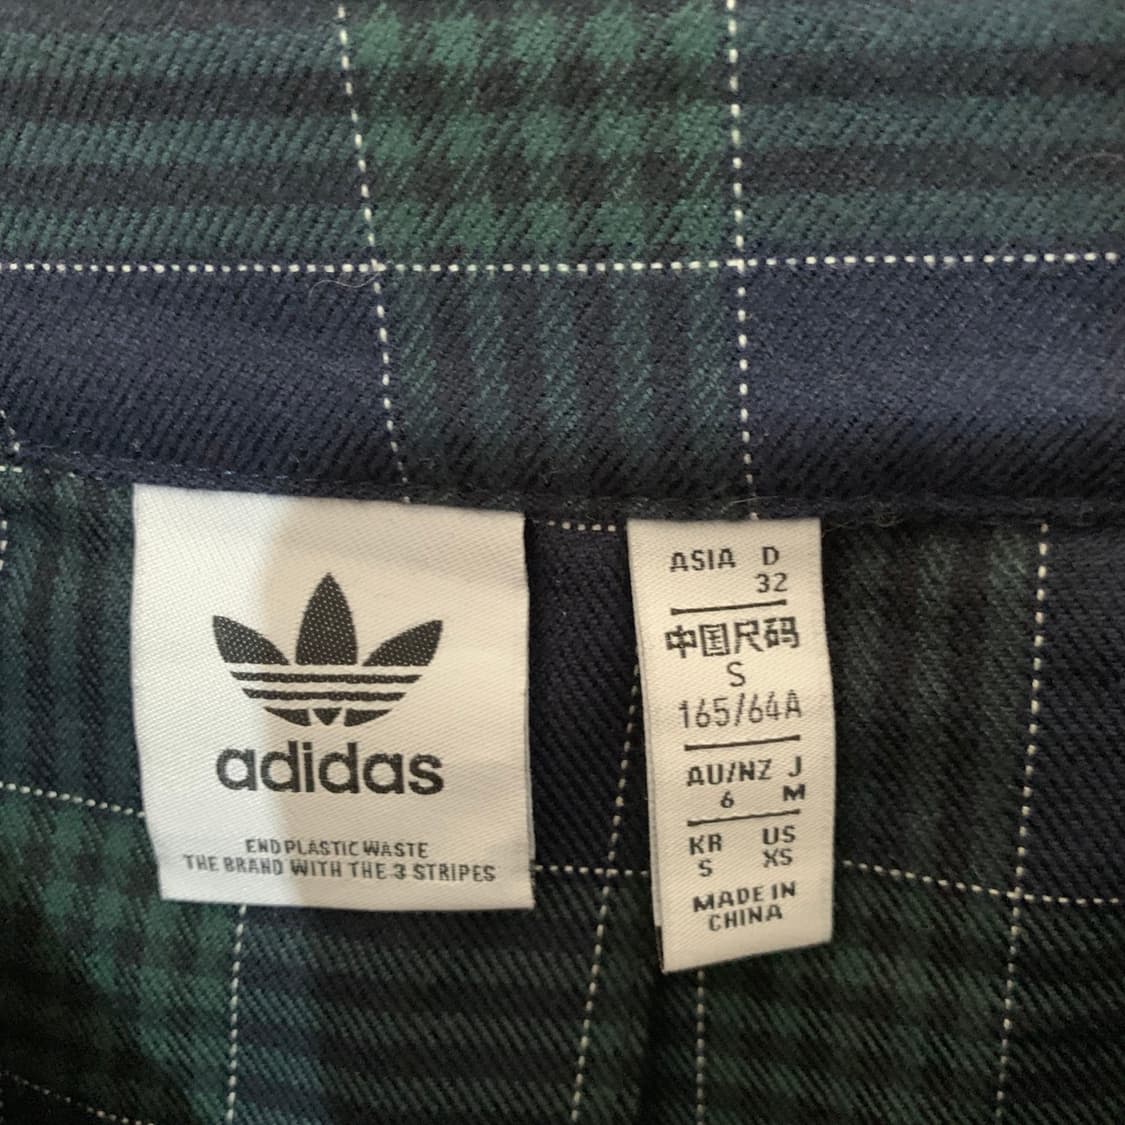 adidas
END PLASTIC WASTE
THE BRAND WITH THE 3 STRIPES
ASIA D
32
中国尺码
S
165/64A
AU/NZ J
6 M
KR US
S XS
MADE IN
CHINA